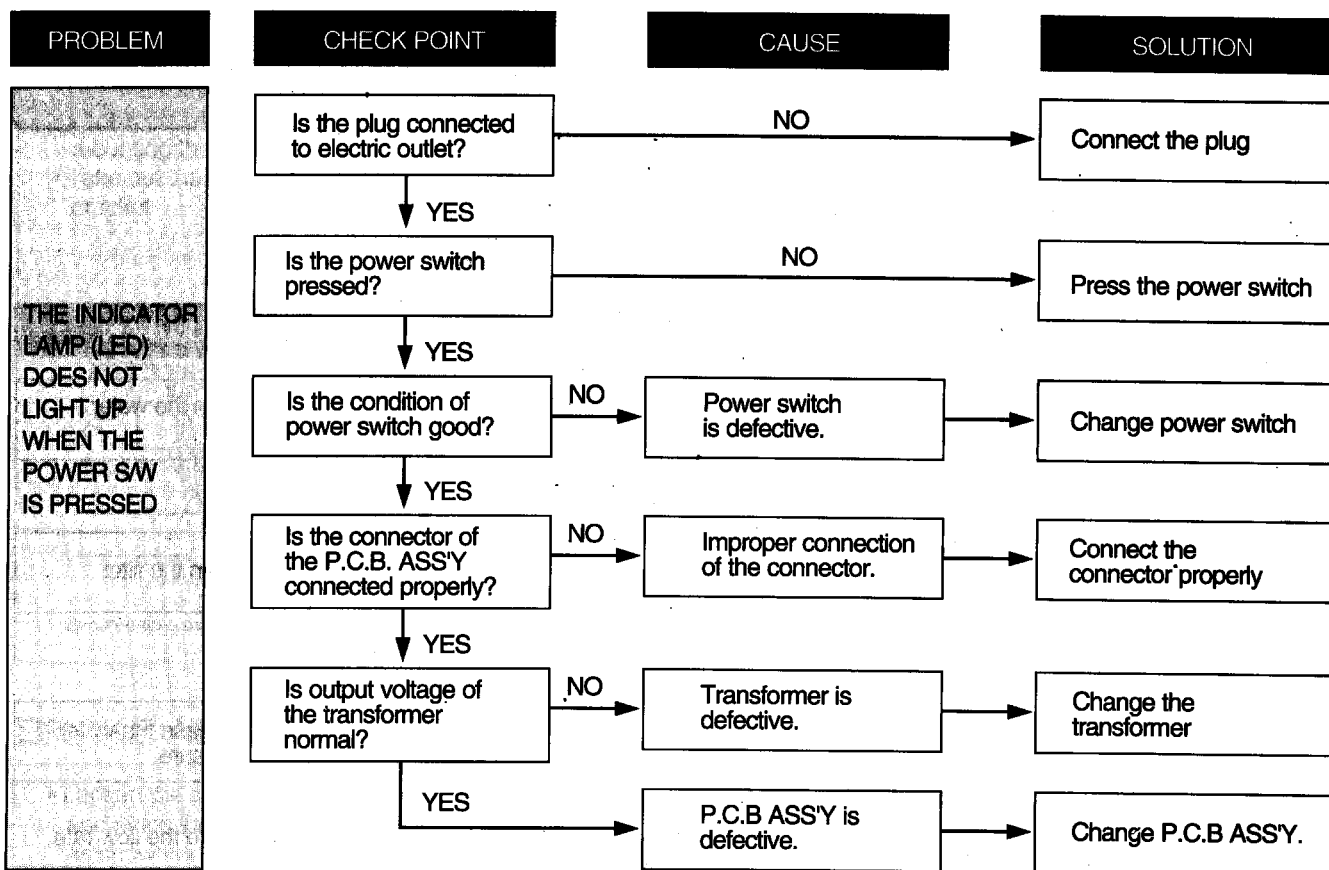 PROBLEM
CHECK POINT
CAUSE
SOLUTION
THE INDICATOR
LAMP (LED)
DOES NOT
LIGHT UP
WHEN THE
POWER S/W
IS PRESSED
Is the plug connected
to electric outlet?
NO
Connect the plug
YES
Is the power switch
pressed?
NO
Press the power switch
YES
Is the condition of
power switch good?
NO
Power switch
is defective.
Change power switch
YES
Is the connector of
the P.C.B. ASS'Y
connected properly?
NO
Improper connection
of the connector.
Connect the
connector properly
YES
Is output voltage of
the transformer
normal?
NO
Transformer is
defective.
Change the
transformer
YES
P.C.B ASS'Y is
defective.
Change P.C.B ASS'Y.